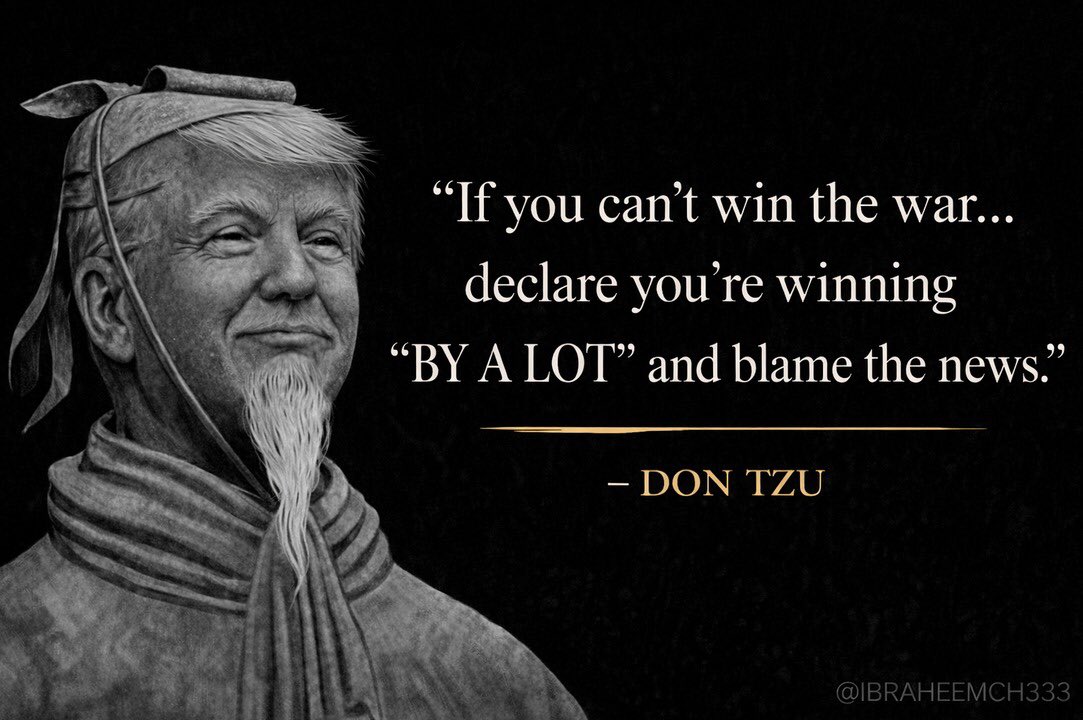 “If you can’t win the war...
declare you’re winning
“BY A LOT” and blame the news.”
– DON TZU
@IBRAHEEMCH333